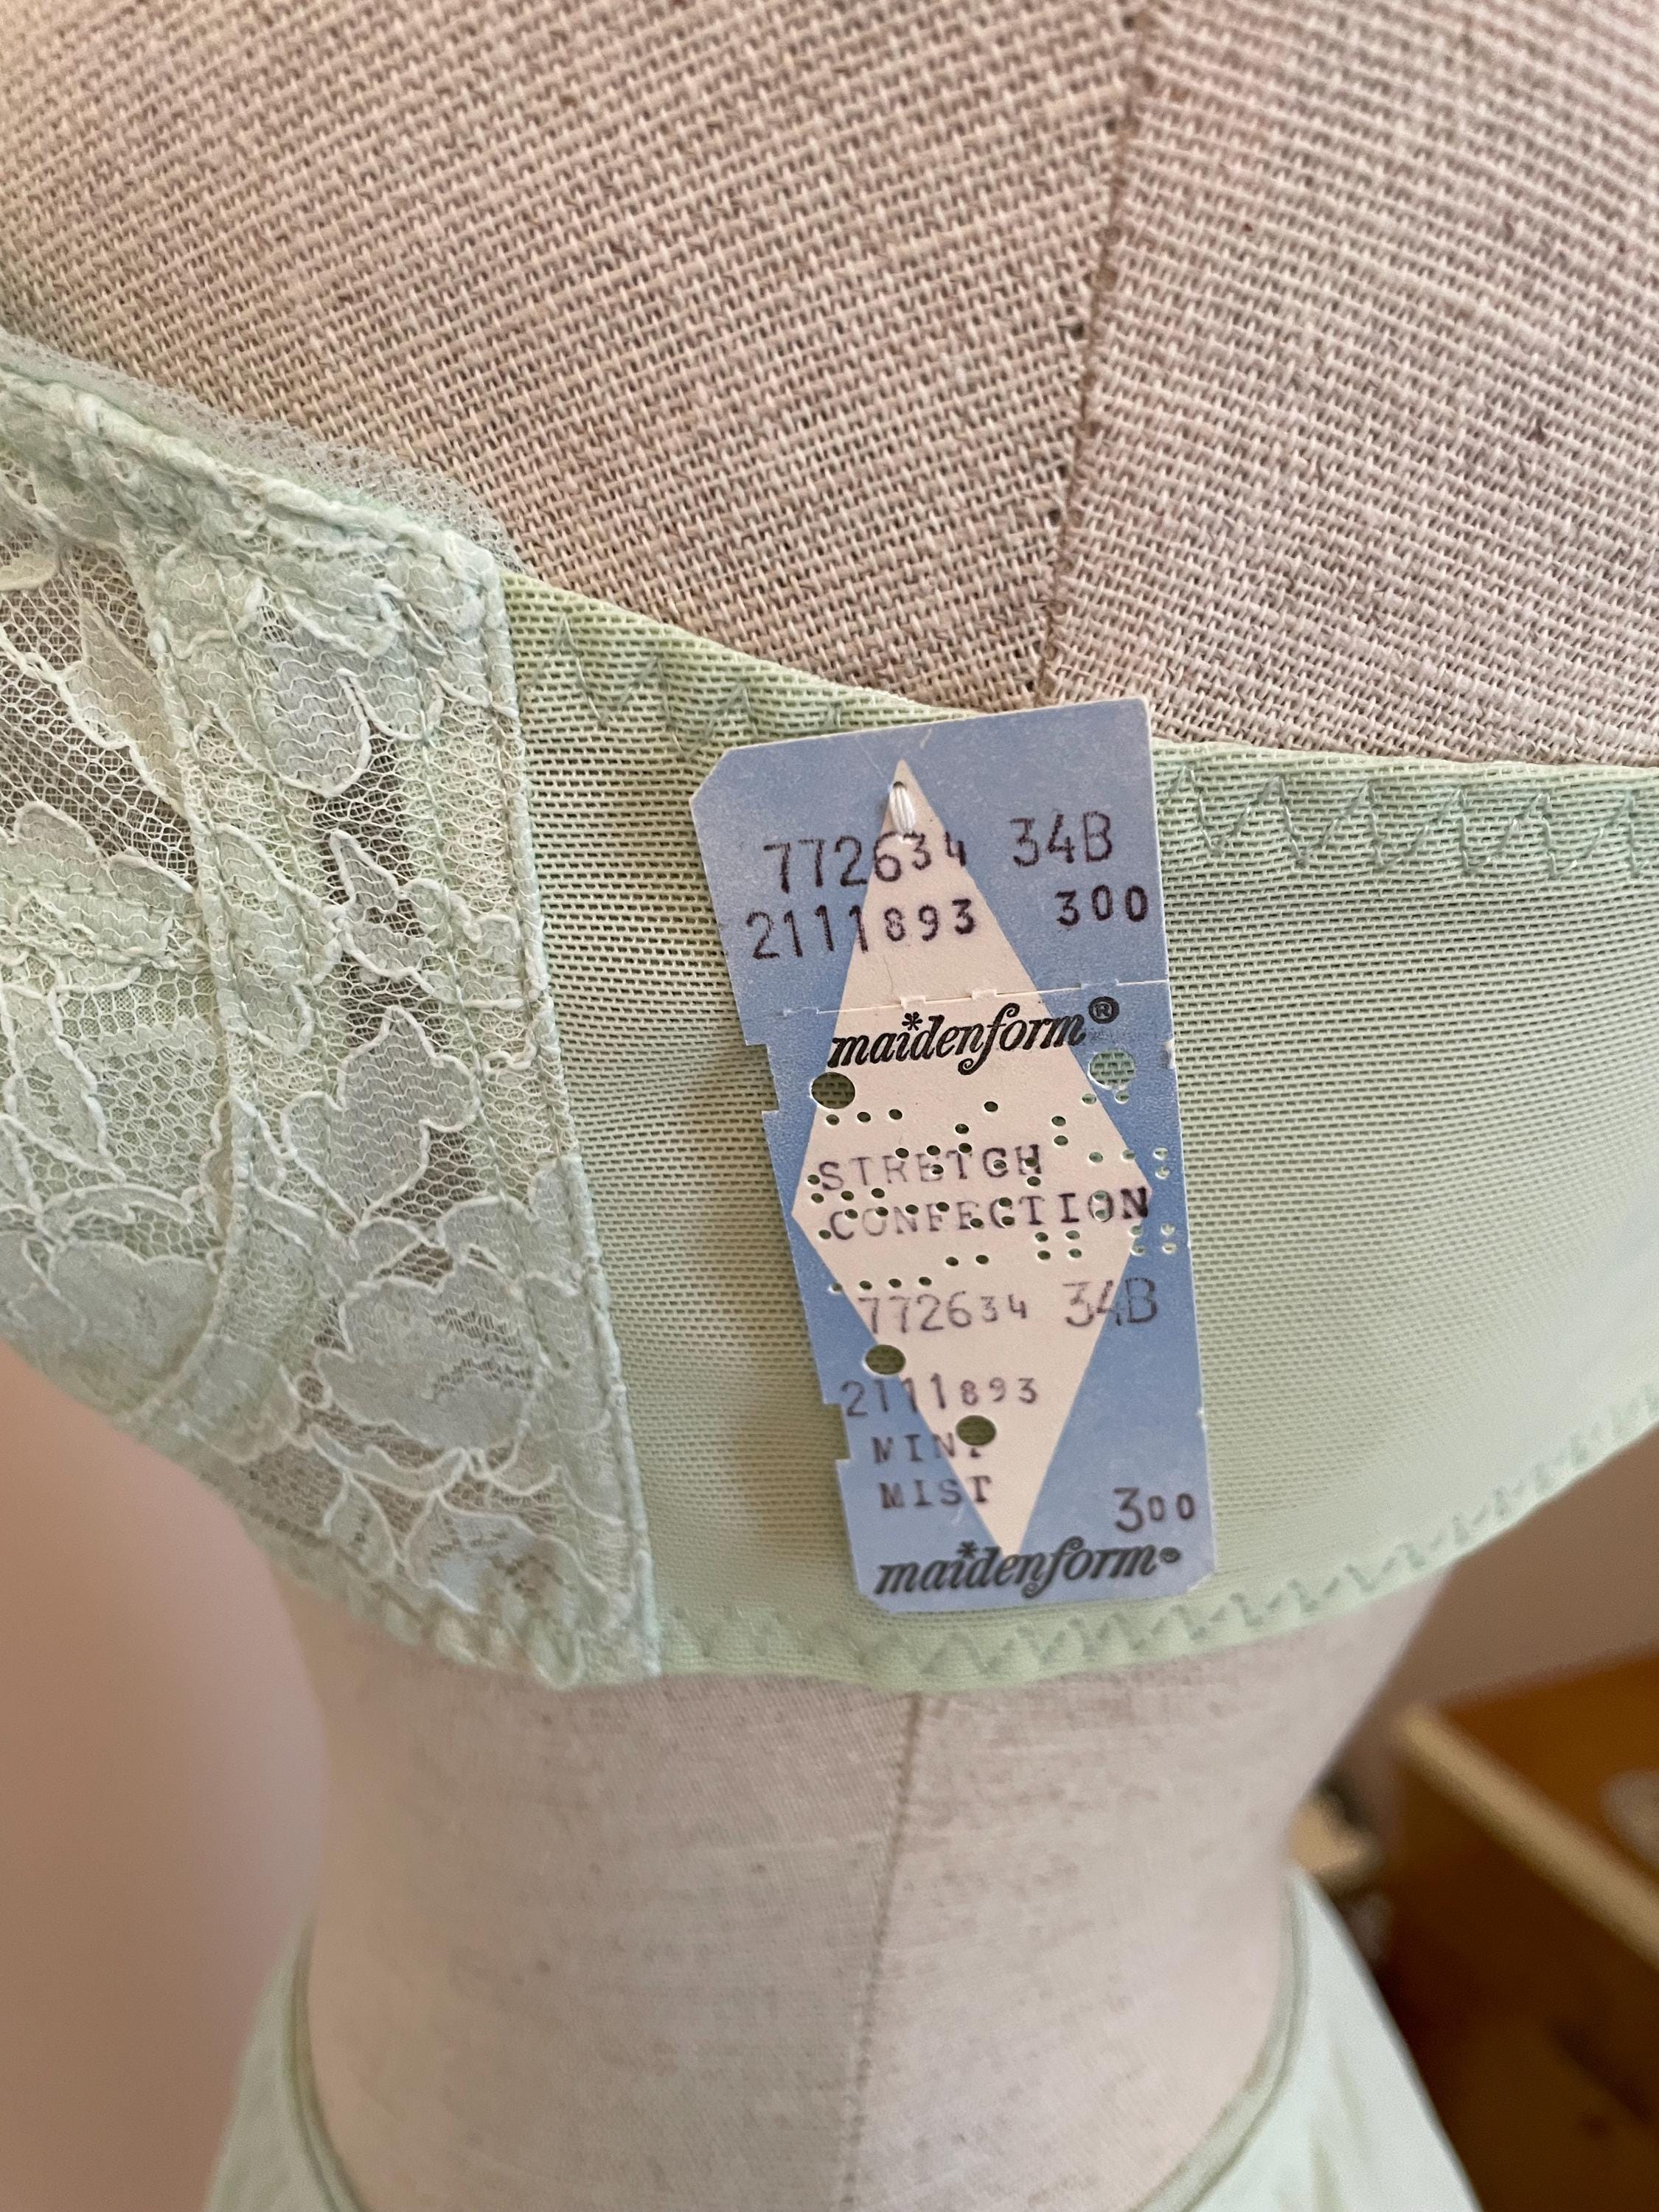 772634 34B
2111893 300
maidenform®
STRETCH
CONFECTION
772634 34B
2111893
MINT
MIST
300
maidenform®